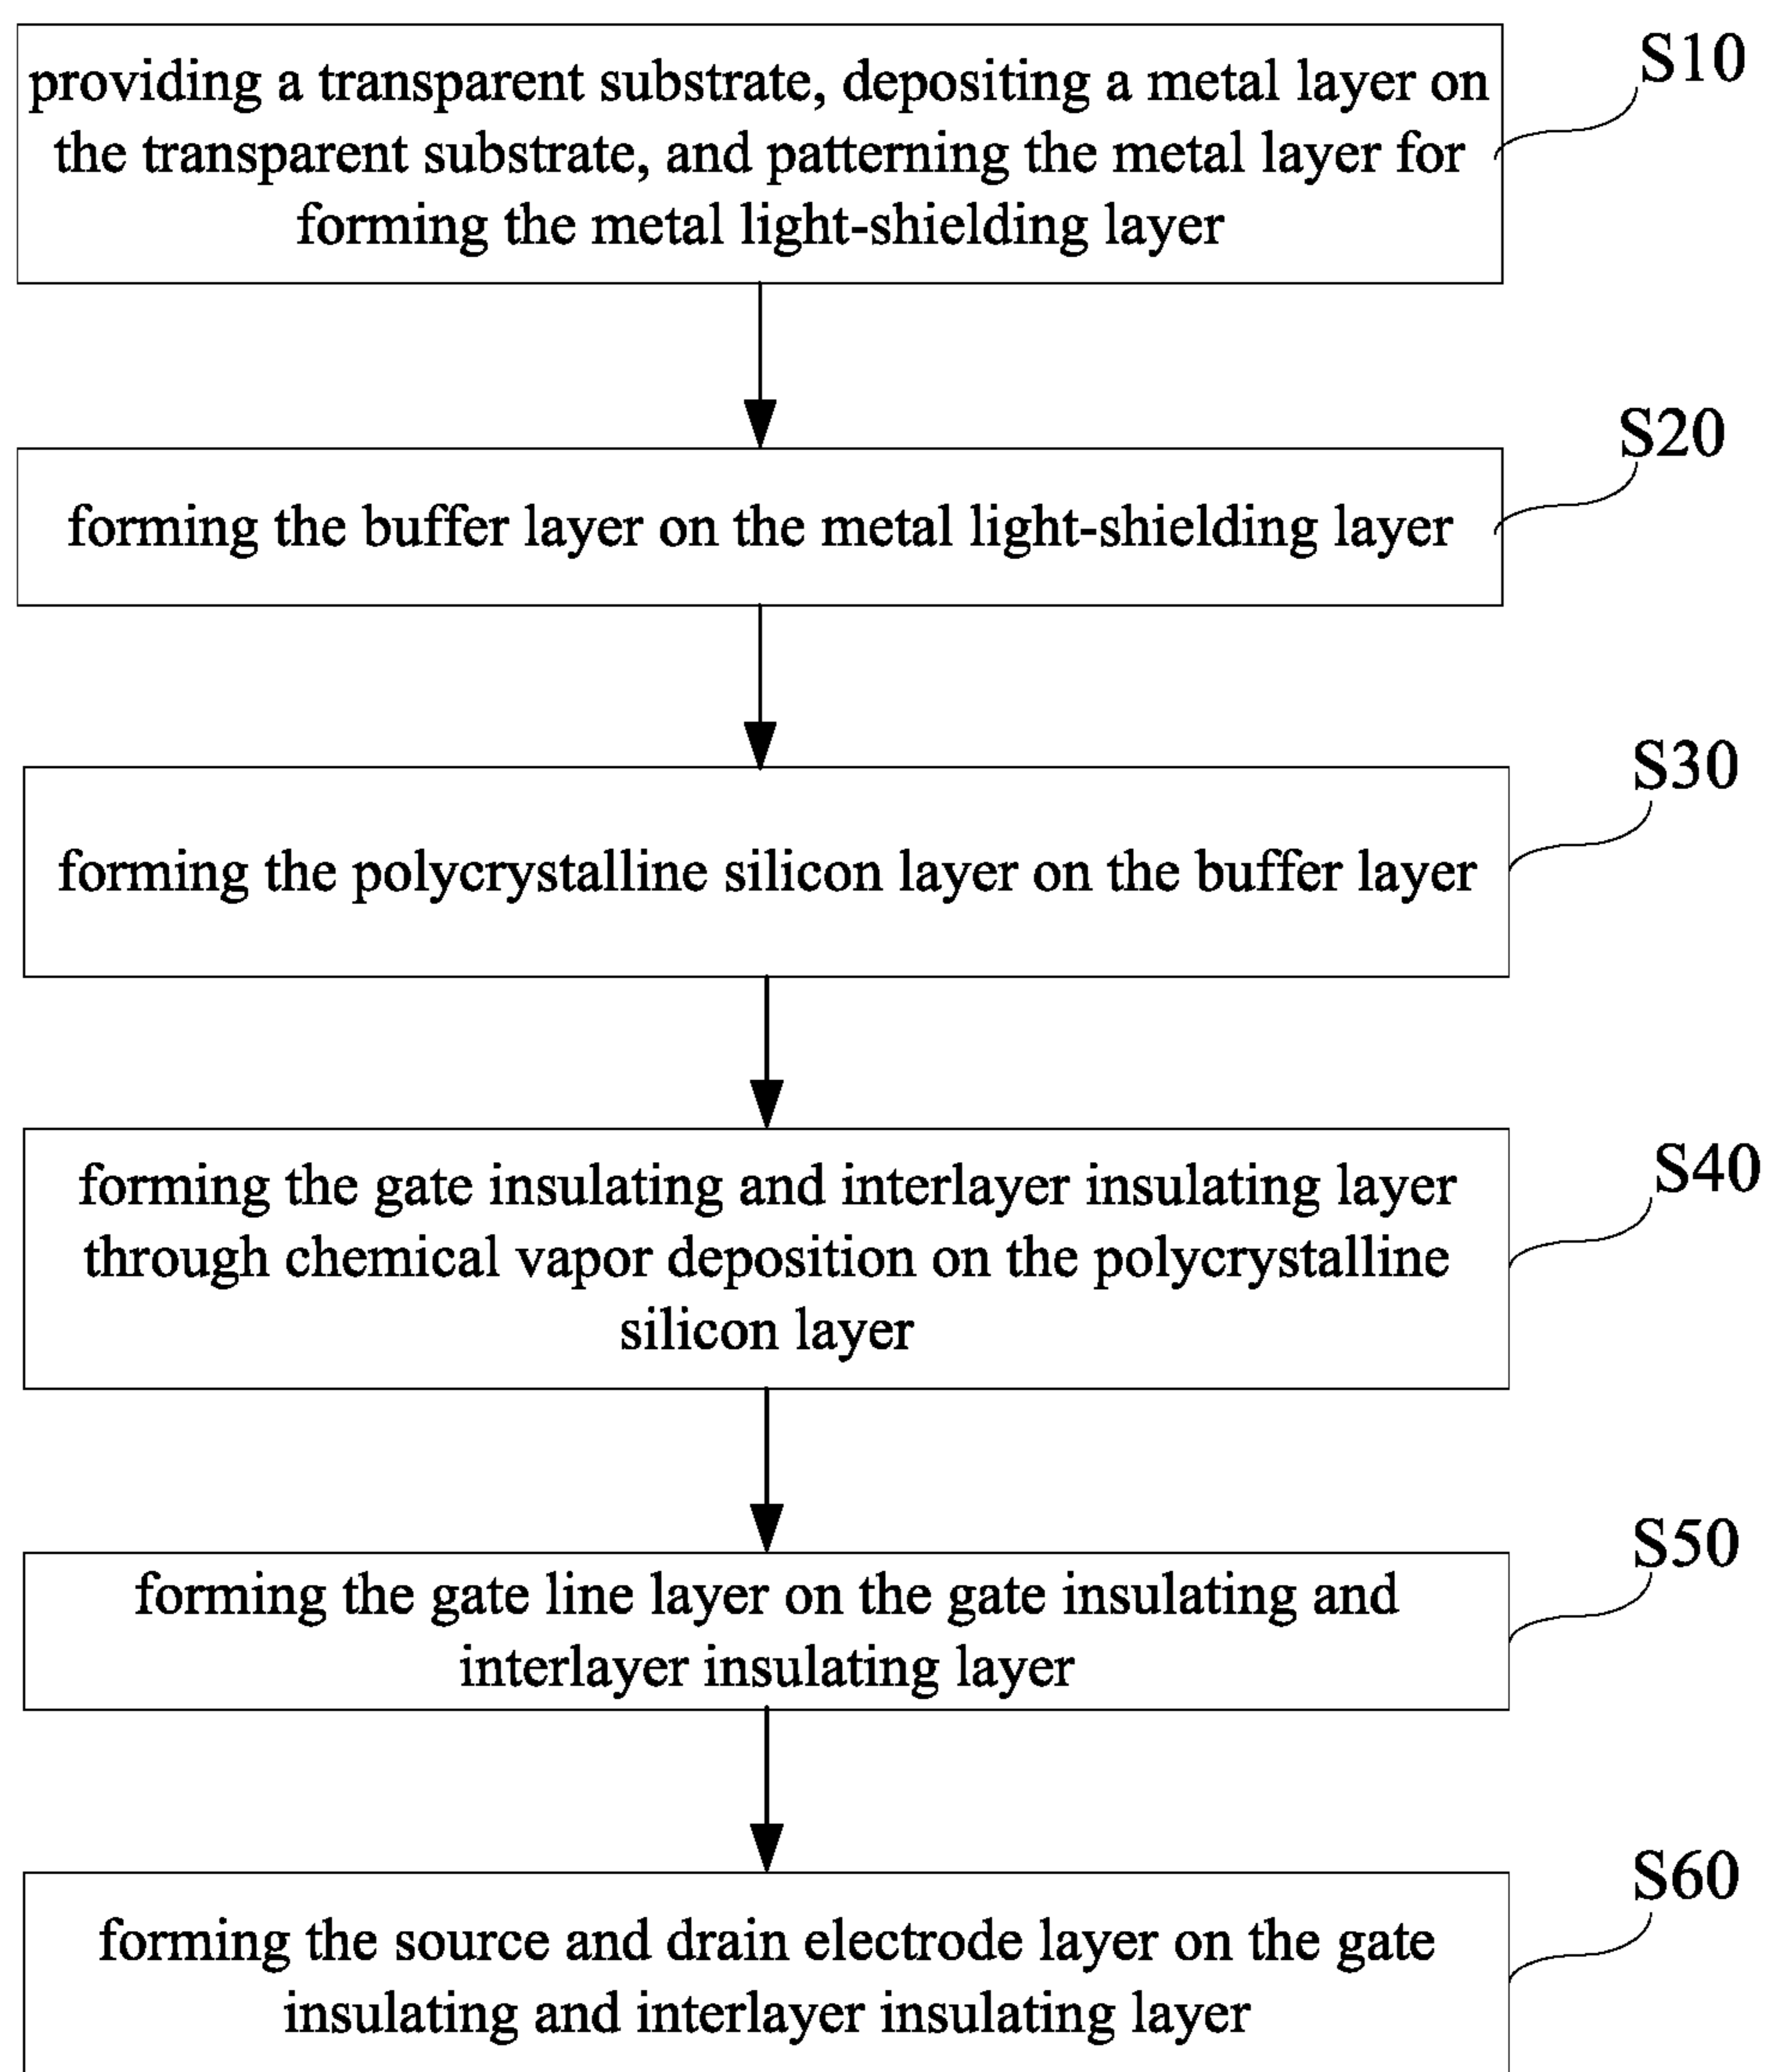 S10
providing a transparent substrate, depositing a metal layer on
the transparent substrate, and patterning the metal layer for
forming the metal light-shielding layer
S20
forming the buffer layer on the metal light-shielding layer
S30
forming the polycrystalline silicon layer on the buffer layer
S40
forming the gate insulating and interlayer insulating layer
through chemical vapor deposition on the polycrystalline
silicon layer
S50
forming the gate line layer on the gate insulating and
interlayer insulating layer
S60
forming the source and drain electrode layer on the gate
insulating and interlayer insulating layer